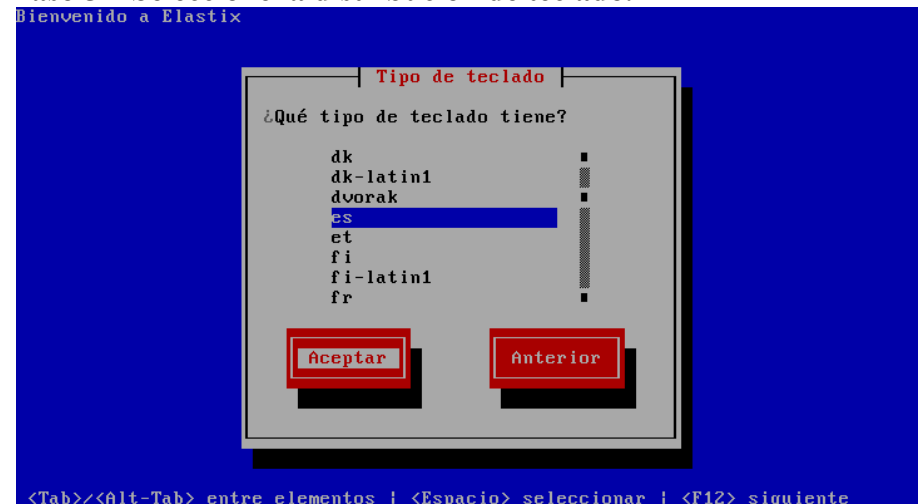 Bienvenido a Elastix
Tipo de teclado
¿Qué tipo de teclado tiene?
dk
dk-latin1
dvorak
es
et
fi
fi-latin1
fr
Aceptar
Anterior
<Tab>/<Alt-Tab> entre elementos | <Espacio> seleccionar | <F12> siguiente